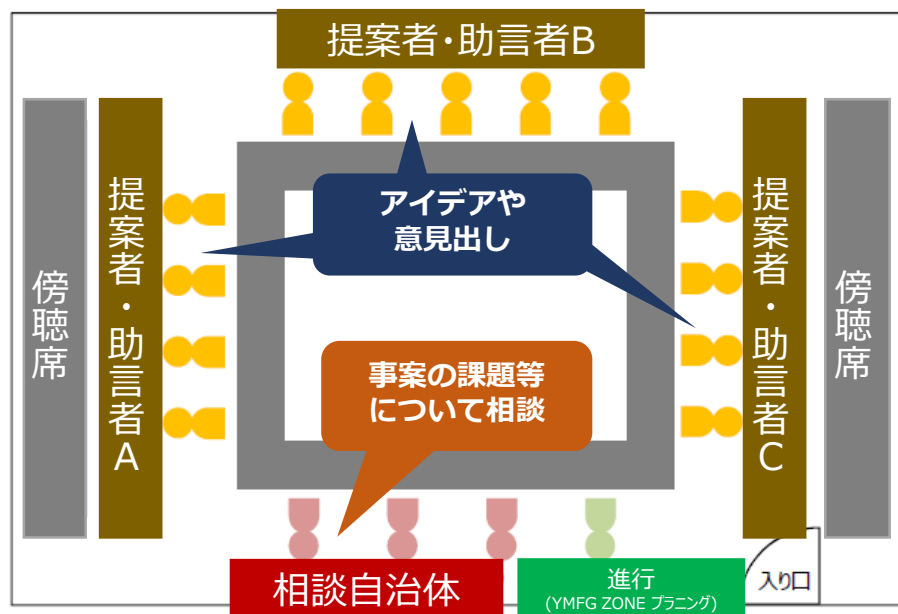 提案者・助言者B
アイデアや
意見出し
傍聴席
提案者・助言者A
提案者・助言者C
傍聴席
事案の課題等
について相談
相談自治体
進行
(YMFG ZONE プラニング)
入り口